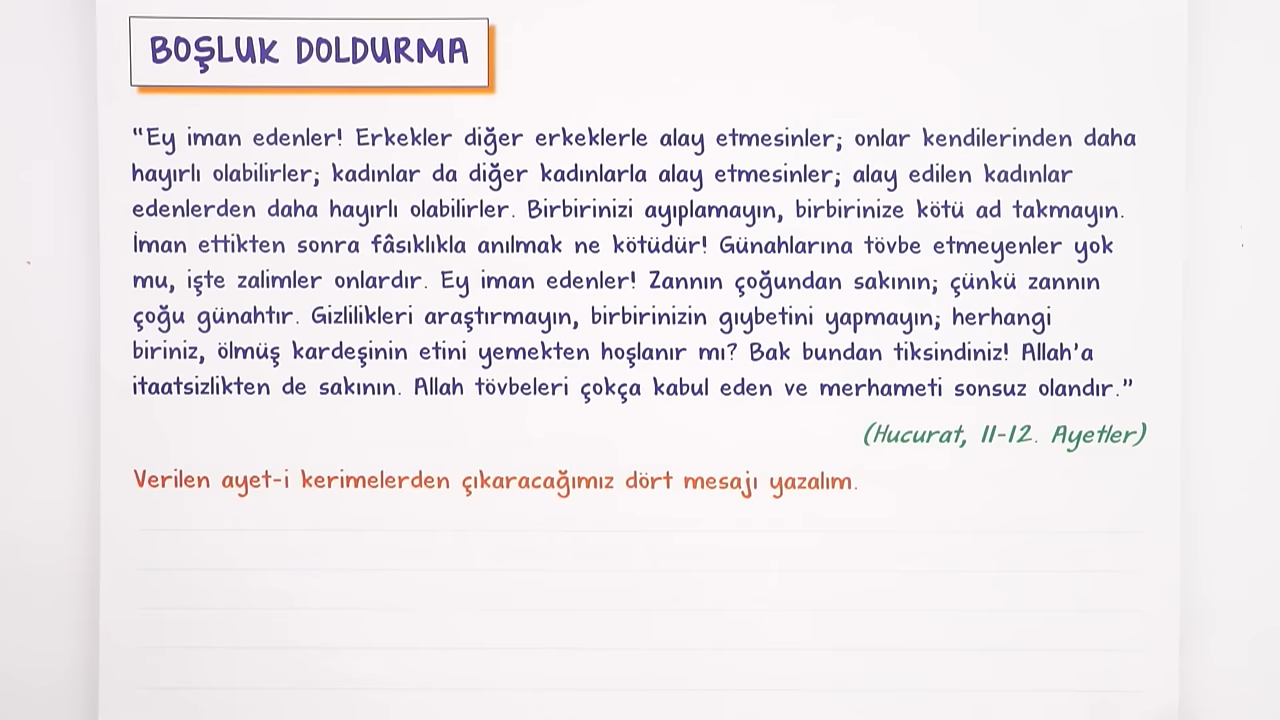 BOŞLUK DOLDURMA
“Ey iman edenler! Erkekler diğer erkeklerle alay etmesinler; onlar kendilerinden daha
hayırlı olabilirler; kadınlar da diğer kadınlarla alay etmesinler; alay edilen kadınlar
edenlerden daha hayırlı olabilirler. Birbirinizi ayıplamayın, birbirinize kötü ad takmayın.
İman ettikten sonra fâsıklıkla anılmak ne kötüdür! Günahlarına tövbe etmeyenler yok
mu, işte zalimler onlardır. Ey iman edenler! Zannın çoğundan sakının; çünkü zannın
çoğu günahtır. Gizlilikleri araştırmayın, birbirinizin gıybetini yapmayın; herhangi
biriniz, ölmüş kardeşinin etini yemekten hoşlanır mı? Bak bundan tiksindiniz! Allah’a
itaatsizlikten de sakının. Allah tövbeleri çokça kabul eden ve merhameti sonsuz olandır.”
(Hucurat, 11-12. Ayetler)
Verilen ayet-i kerimelerden çıkaracağımız dört mesajı yazalım.